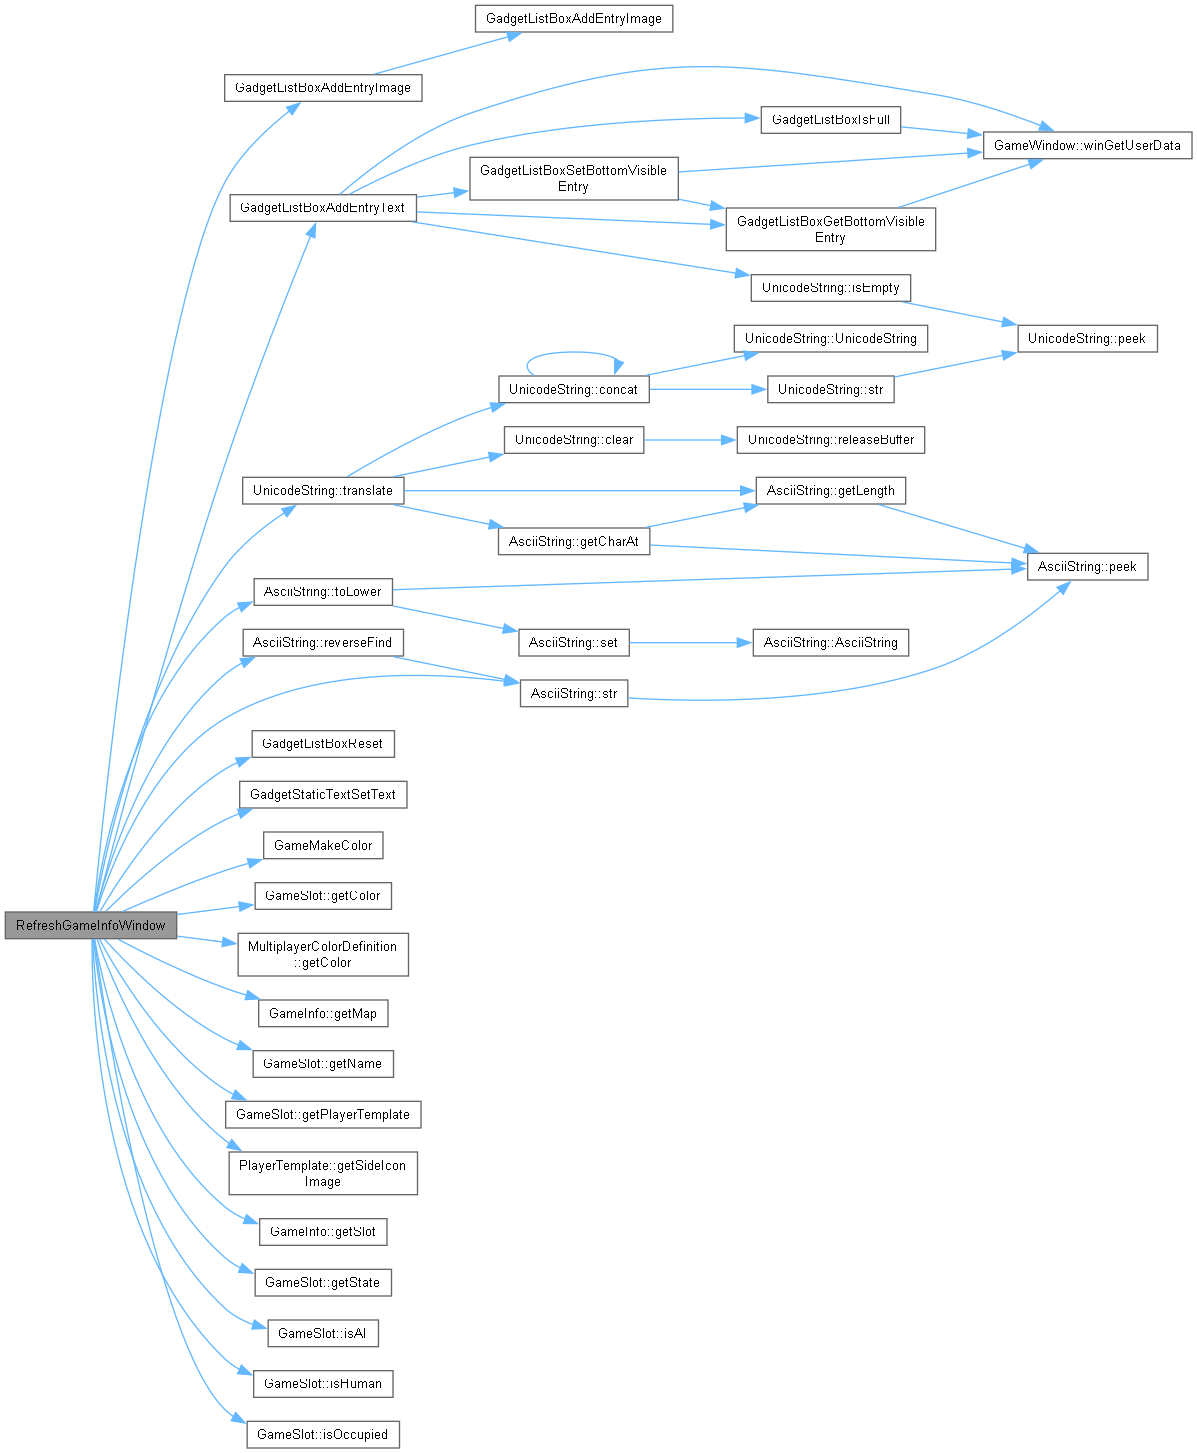 GadgetListBoxAddEntryImage
GadgetListBoxAddEntryImage
GadgetListBoxIsFull
GameWindow::winGetUserData
GadgetListBoxSetBottomVisible
Entry
GadgetListBoxAddEntryText
GadgetListBoxGetBottomVisible
Entry
UnicodeString::isEmpty
UnicodeString::UnicodeString
UnicodeString::peek
UnicodeString::concat
UnicodeString::str
UnicodeString::clear
UnicodeString::releaseBuffer
UnicodeString::translate
AsciiString::getLength
AsciiString::getCharAt
AsciiString::peek
AsciiString::toLower
AsciiString::reverseFind
AsciiString::set
AsciiString::AsciiString
AsciiString::str
GadgetListBoxReset
GadgetStaticTextSetText
GameMakeColor
GameSlot::getColor
RefreshGameInfoWindow
MultiplayerColorDefinition
::getColor
GameInfo::getMap
GameSlot::getName
GameSlot::getPlayerTemplate
PlayerTemplate::getSideIcon
Image
GameInfo::getSlot
GameSlot::getState
GameSlot::isAI
GameSlot::isHuman
GameSlot::isOccupied